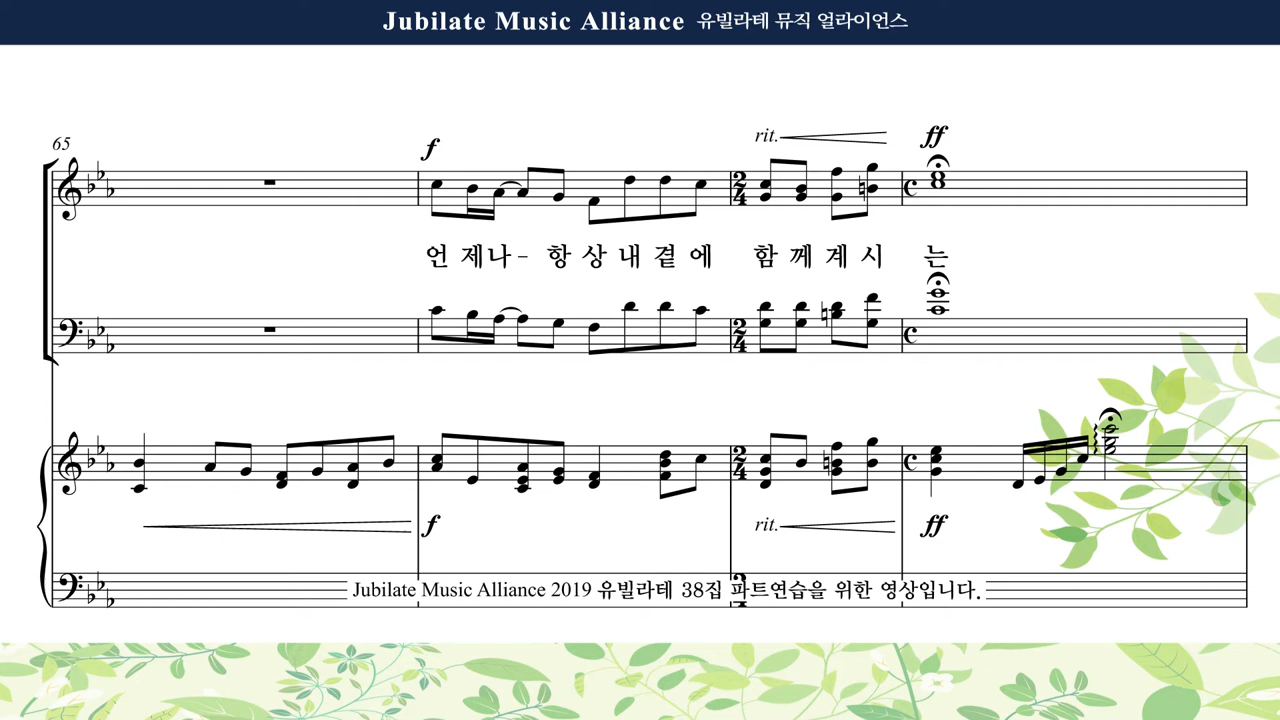 Jubilate Music Alliance 유빌라테 뮤직 얼라이언스
65
f
rit.
ff
언 제나 - 항 상 내 곁 에 함 께 계 시 는
f
rit.
ff
Jubilate Music Alliance 2019 유빌라테 38집 파트연습을 위한 영상입니다.